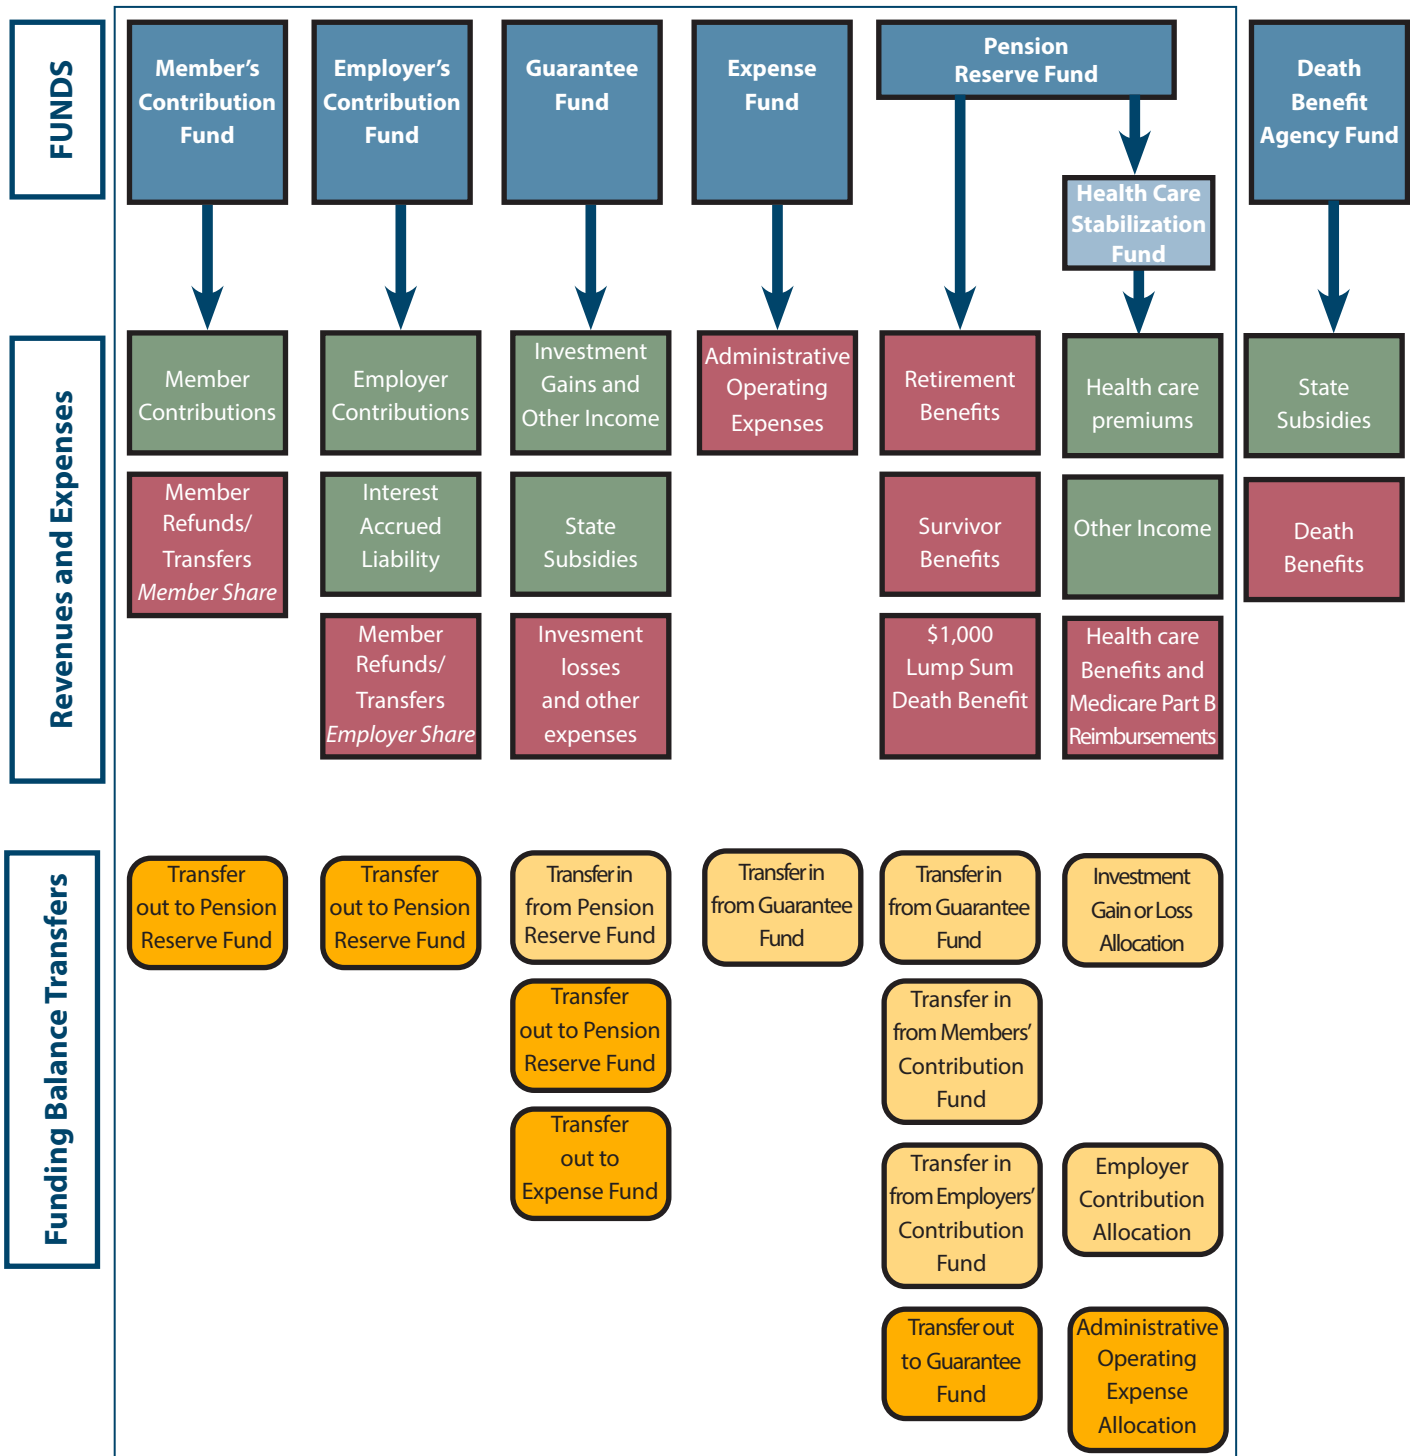 FUNDS
Member's
Contribution
Fund
Employer's
Contribution
Fund
Guarantee
Fund
Expense
Fund
Pension
Reserve Fund
Health Care
Stabilization
Fund
Death
Benefit
Agency Fund
Revenues and Expenses
Member
Contributions
Employer
Contributions
Investment
Gains and
Other Income
Administrative
Operating
Expenses
Retirement
Benefits
Health care
premiums
State
Subsidies
Member
Refunds/
Transfers
Member Share
Interest
Accrued
Liability
State
Subsidies
Survivor
Benefits
Other Income
Death
Benefits
Member
Refunds/
Transfers
Employer Share
Invesment
losses
and other
expenses
$1,000
Lump Sum
Death Benefit
Health care
Benefits and
Medicare Part B
Reimbursements
Funding Balance Transfers
Transfer
out to Pension
Reserve Fund
Transfer
out to Pension
Reserve Fund
Transfer in
from Pension
Reserve Fund
Transfer in
from Guarantee
Fund
Transfer in
from Guarantee
Fund
Investment
Gain or Loss
Allocation
Transfer
out to Pension
Reserve Fund
Transfer in
from Members'
Contribution
Fund
Transfer
out to
Expense Fund
Transfer in
from Employers'
Contribution
Fund
Employer
Contribution
Allocation
Transfer out
to Guarantee
Fund
Administrative
Operating
Expense
Allocation